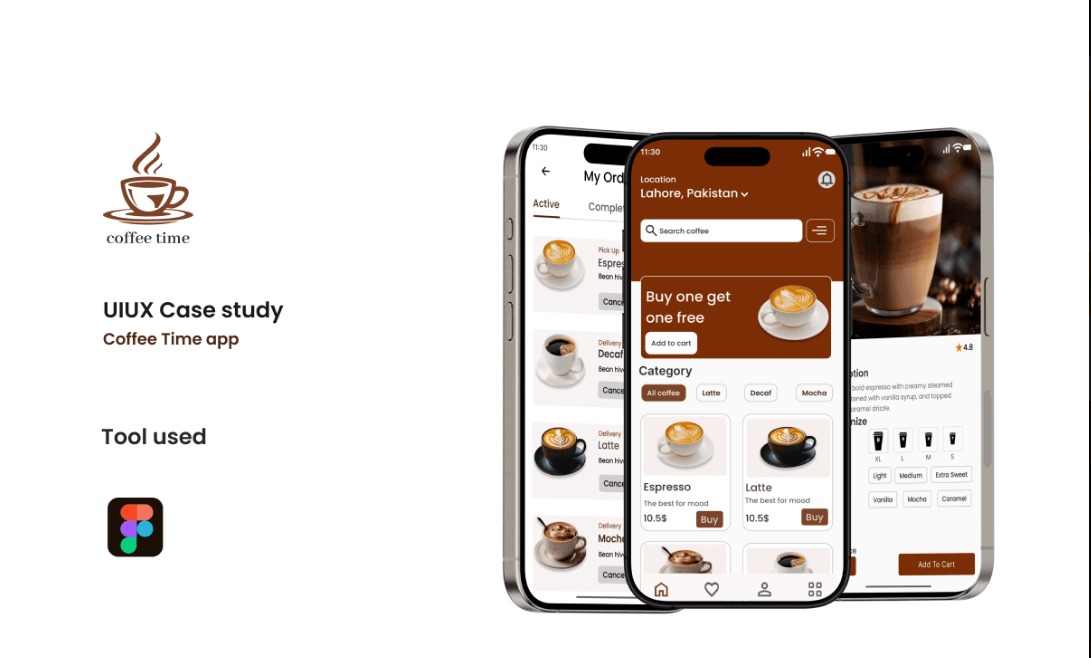 coffee time
UIUX Case study
Coffee Time app
Tool used
11:30
My Ord
Active
Complet
Pick Up
Espres
Bean hiv
Cance
Delivery
Decaf
Bean hiv
Cance
Delivery
Latte
Bean hiv
Cance
Delivery
Mocha
Bean hiv
Cance
11:30
Location
Lahore, Pakistan
Search coffee
Buy one get
one free
Add to cart
Category
All coffee
Latte
Decaf
Mocha
Espresso
The best for mood
10.5$
Buy
Latte
The best for mood
10.5$
Buy
4.8
ption
bold espresso with creamy steamed
tened with vanilla syrup, and topped
aramel drizzle.
mize
XL
L
M
S
Light
Medium
Extra Sweet
Vanilla
Mocha
Caramel
ce
Add To Cart